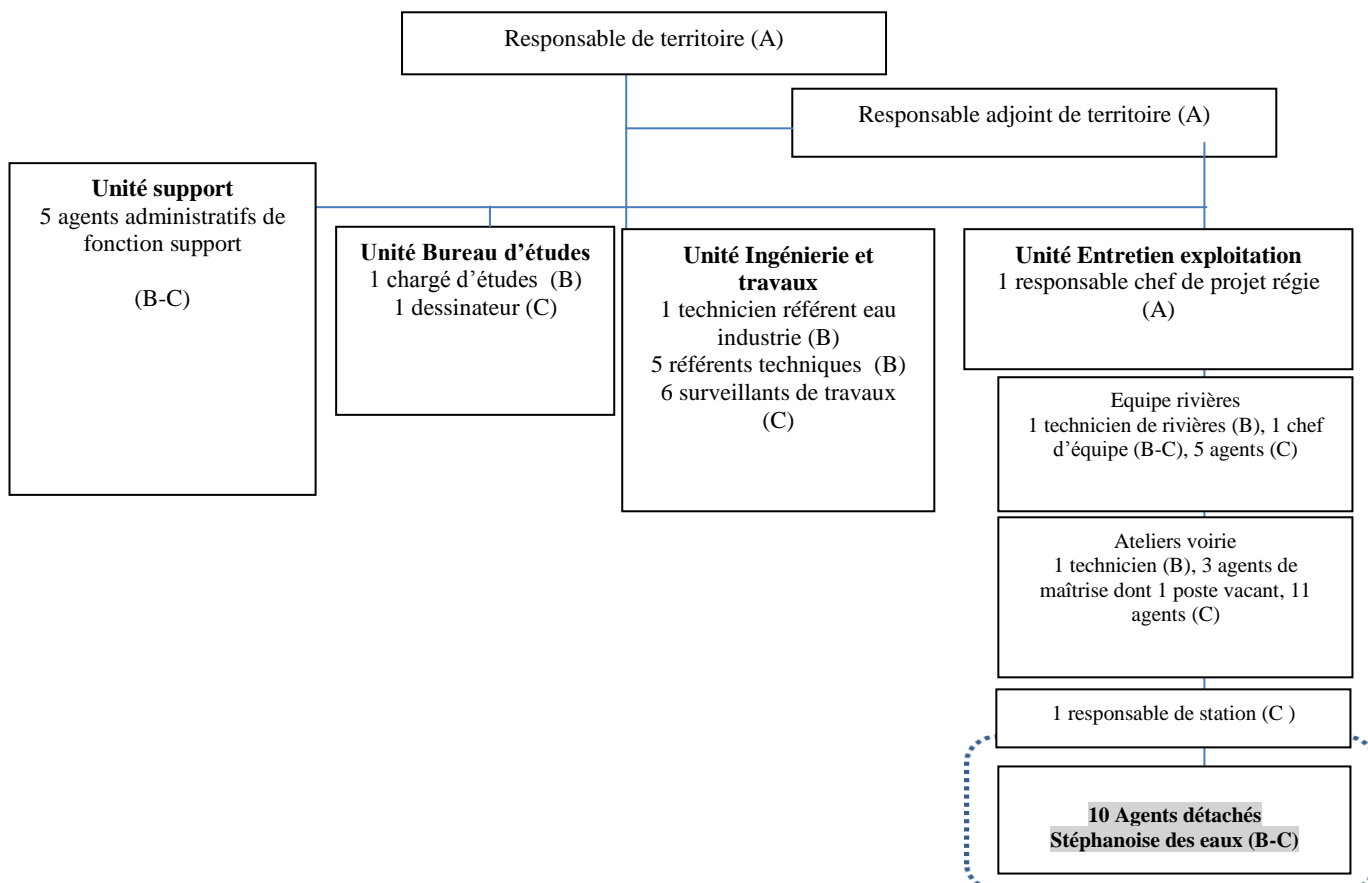 Responsable de territoire (A)
Responsable adjoint de territoire (A)
Unité support
5 agents administratifs de
fonction support
(B-C)
Unité Bureau d'études
1 chargé d'études (B)
1 dessinateur (C)
Unité Ingénierie et
travaux
1 technicien référent eau
industrie (B)
5 référents techniques (B)
6 surveillants de travaux
(C)
Unité Entretien exploitation
1 responsable chef de projet régie
(A)
Equipe rivières
1 technicien de rivières (B), 1 chef
d'équipe (B-C), 5 agents (C)
Ateliers voirie
1 technicien (B), 3 agents de
maîtrise dont 1 poste vacant, 11
agents (C)
1 responsable de station (C )
10 Agents détachés
Stéphanoise des eaux (B-C)